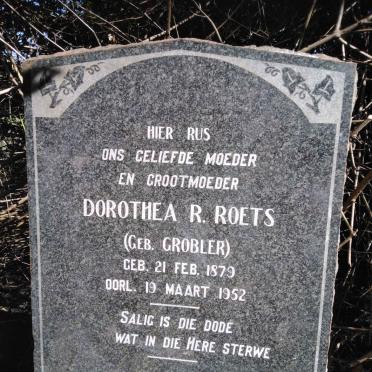 HIER RUS
ONS GELIEFDE MOEDER
EN GROOTMOEDER
DOROTHEA R. ROETS
(GEB. GROBLER)
GEB. 21 FEB. 1879
OORL. 19 MAART 1952
SALIG IS DIE DODE
WAT IN DIE HERE STERWE